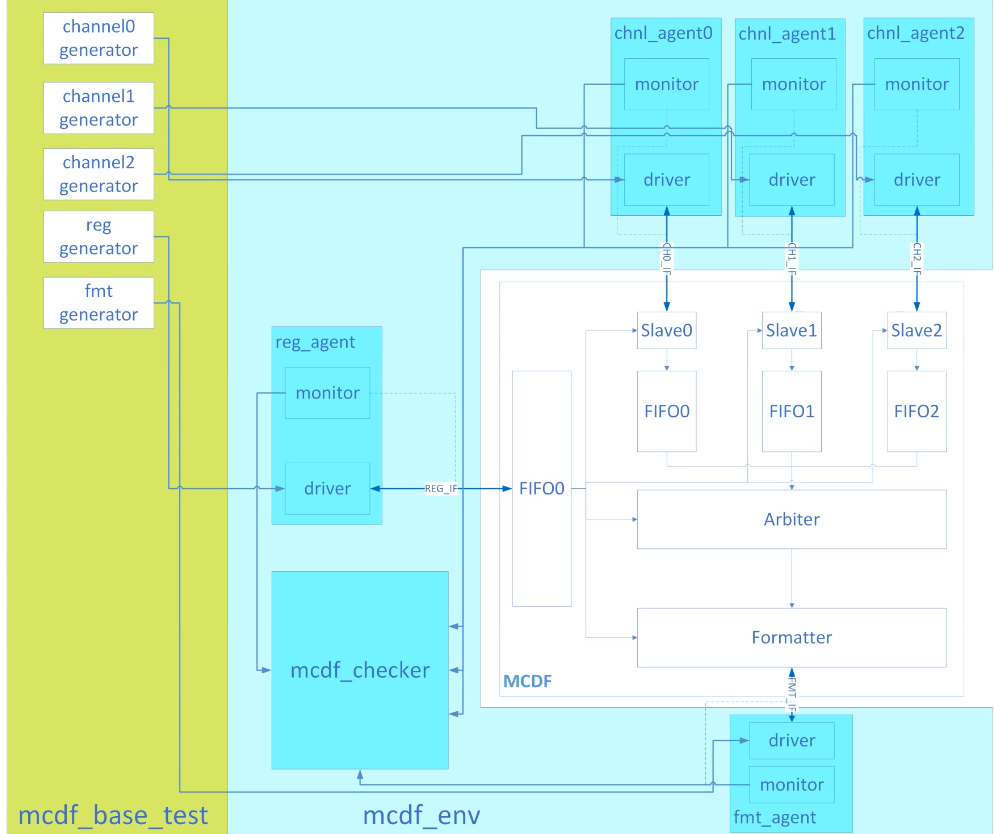 channel0
generator
channel1
generator
channel2
generator
reg
generator
fmt
generator
mcdf_base_test
chnl_agent0
monitor
driver
chnl_agent1
monitor
driver
chnl_agent2
monitor
driver
CH0_IF
CH1_IF
CH2_IF
reg_agent
monitor
driver
REG_IF
FIFO0
Slave0
Slave1
Slave2
FIFO0
FIFO1
FIFO2
Arbiter
Formatter
MCDF
FMT_IF
mcdf_checker
driver
monitor
fmt_agent
mcdf_env